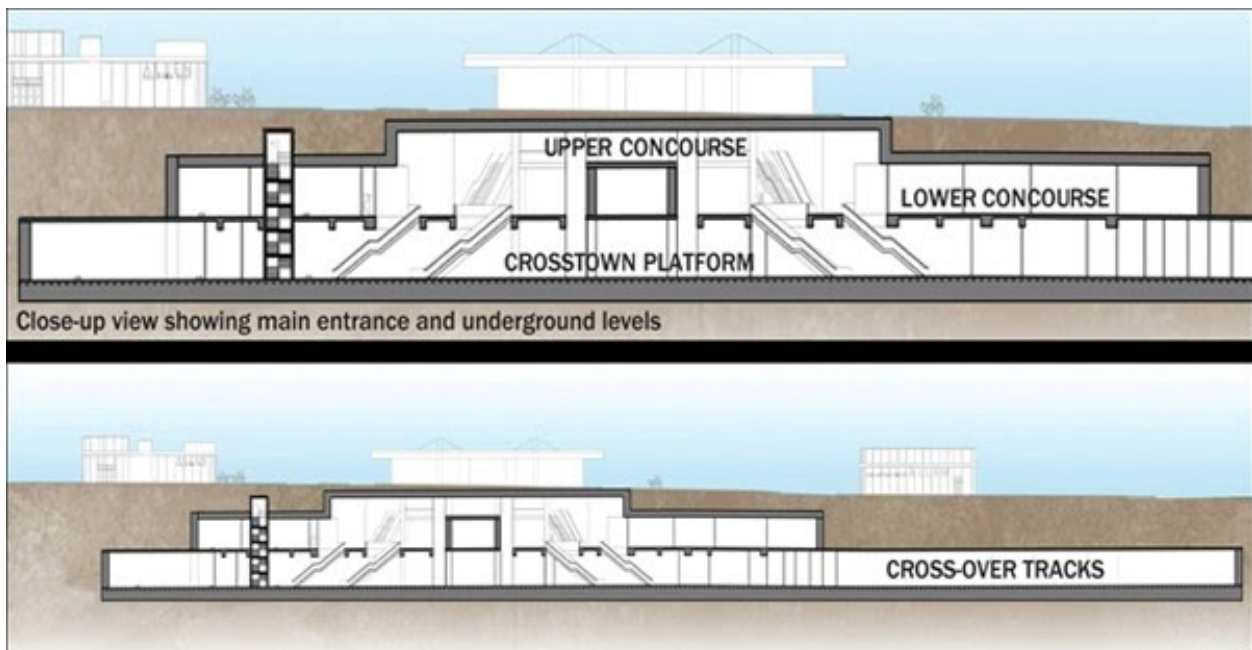 UPPER CONCOURSE
LOWER CONCOURSE
CROSSTOWN PLATFORM
Close-up view showing main entrance and underground levels
CROSS-OVER TRACKS